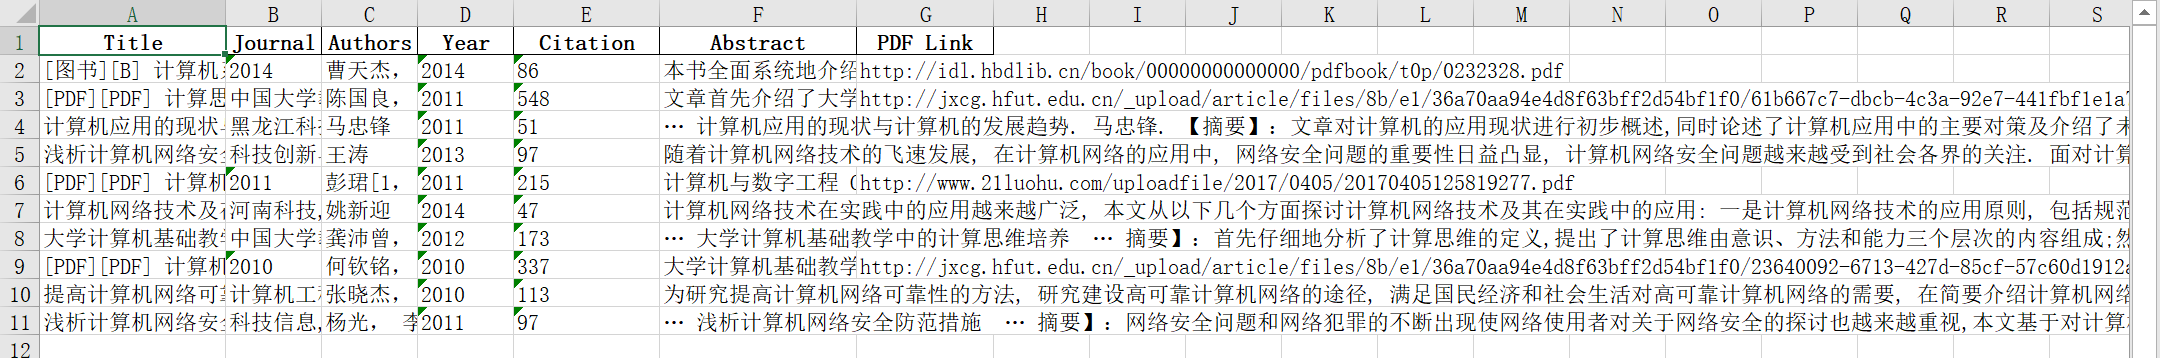 A B C D E F G H I J K L M N O P Q R S
1 Title Journal Authors Year Citation Abstract PDF Link
2 [图书][B] 计算机 2014 曹天杰, 2014 86 本书全面系统地介绍 http://idl.hbdlib.cn/book/00000000000000/pdfbook/t0p/0232328.pdf
3 [PDF][PDF] 计算思 中国大学 陈国良, 2011 548 文章首先介绍了大学 http://jxcg.hfut.edu.cn/_upload/article/files/8b/e1/36a70aa94e4d8f63bff2d54bf1f0/61b667c7-dbcb-4c3a-92e7-441fbf1e1a7
4 计算机应用的现状 黑龙江科 马忠锋 2011 51 … 计算机应用的现状与计算机的发展趋势. 马忠锋. 【摘要】: 文章对计算机的应用现状进行初步概述,同时论述了计算机应用中的主要对策及介绍了未
5 浅析计算机网络安 科技创新 王涛 2013 97 随着计算机网络技术的飞速发展, 在计算机网络的应用中, 网络安全问题的重要性日益凸显, 计算机网络安全问题越来越受到社会各界的关注. 面对计算
6 [PDF][PDF] 计算机 2011 彭珺[1, 2011 215 计算机与数字工程 ( http://www.21luohu.com/uploadfile/2017/0405/20170405125819277.pdf
7 计算机网络技术及 河南科技, 姚新迎 2014 47 计算机网络技术在实践中的应用越来越广泛, 本文从以下几个方面探讨计算机网络技术及其在实践中的应用: 一是计算机网络技术的应用原则, 包括规范
8 大学计算机基础教学 中国大学 龚沛曾, 2012 173 … 大学计算机基础教学中的计算思维培养 … 摘要】: 首先仔细地分析了计算思维的定义,提出了计算思维由意识、方法和能力三个层次的内容组成;然
9 [PDF][PDF] 计算机 2010 何钦铭, 2010 337 大学计算机基础教学 http://jxcg.hfut.edu.cn/_upload/article/files/8b/e1/36a70aa94e4d8f63bff2d54bf1f0/23640092-6713-427d-85cf-57c60d1912a
10 提高计算机网络可 计算机工 张晓杰, 2010 113 为研究提高计算机网络可靠性的方法, 研究建设高可靠计算机网络的途径, 满足国民经济和社会生活对高可靠计算机网络的需要, 在简要介绍计算机网络
11 浅析计算机网络安 科技信息, 杨光, 李 2011 97 … 浅析计算机网络安全防范措施 … 摘要】: 网络安全问题和网络犯罪的不断出现使网络使用者对关于网络安全的探讨也越来越重视,本文基于对计算
12